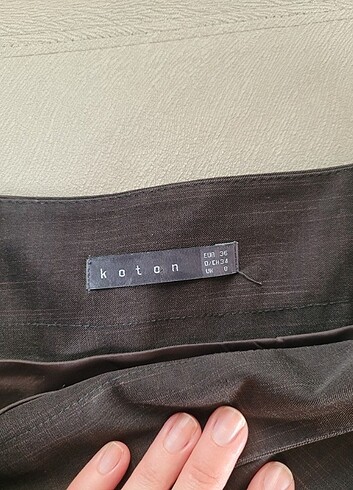 koton
EUR 36
D/CH 34
UK 8